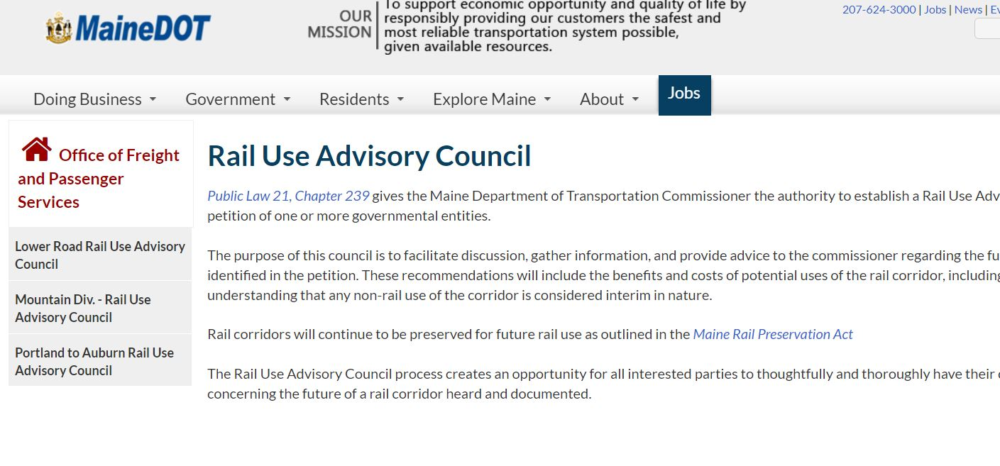 MaineDOT
OUR
MISSION
To support economic opportunity and quality of life by
responsibly providing our customers the safest and
most reliable transportation system possible,
given available resources.
207-624-3000 | Jobs | News |
Doing Business
Government
Residents
Explore Maine
About
Jobs
Office of Freight
and Passenger
Services
Lower Road Rail Use Advisory
Council
Mountain Div. - Rail Use
Advisory Council
Portland to Auburn Rail Use
Advisory Council
Rail Use Advisory Council
Public Law 21, Chapter 239 gives the Maine Department of Transportation Commissioner the authority to establish a Rail Use
petition of one or more governmental entities.
The purpose of this council is to facilitate discussion, gather information, and provide advice to the commissioner regarding the
identified in the petition. These recommendations will include the benefits and costs of potential uses of the rail corridor, including
understanding that any non-rail use of the corridor is considered interim in nature.
Rail corridors will continue to be preserved for future rail use as outlined in the Maine Rail Preservation Act
The Rail Use Advisory Council process creates an opportunity for all interested parties to thoughtfully and thoroughly have their
concerning the future of a rail corridor heard and documented.